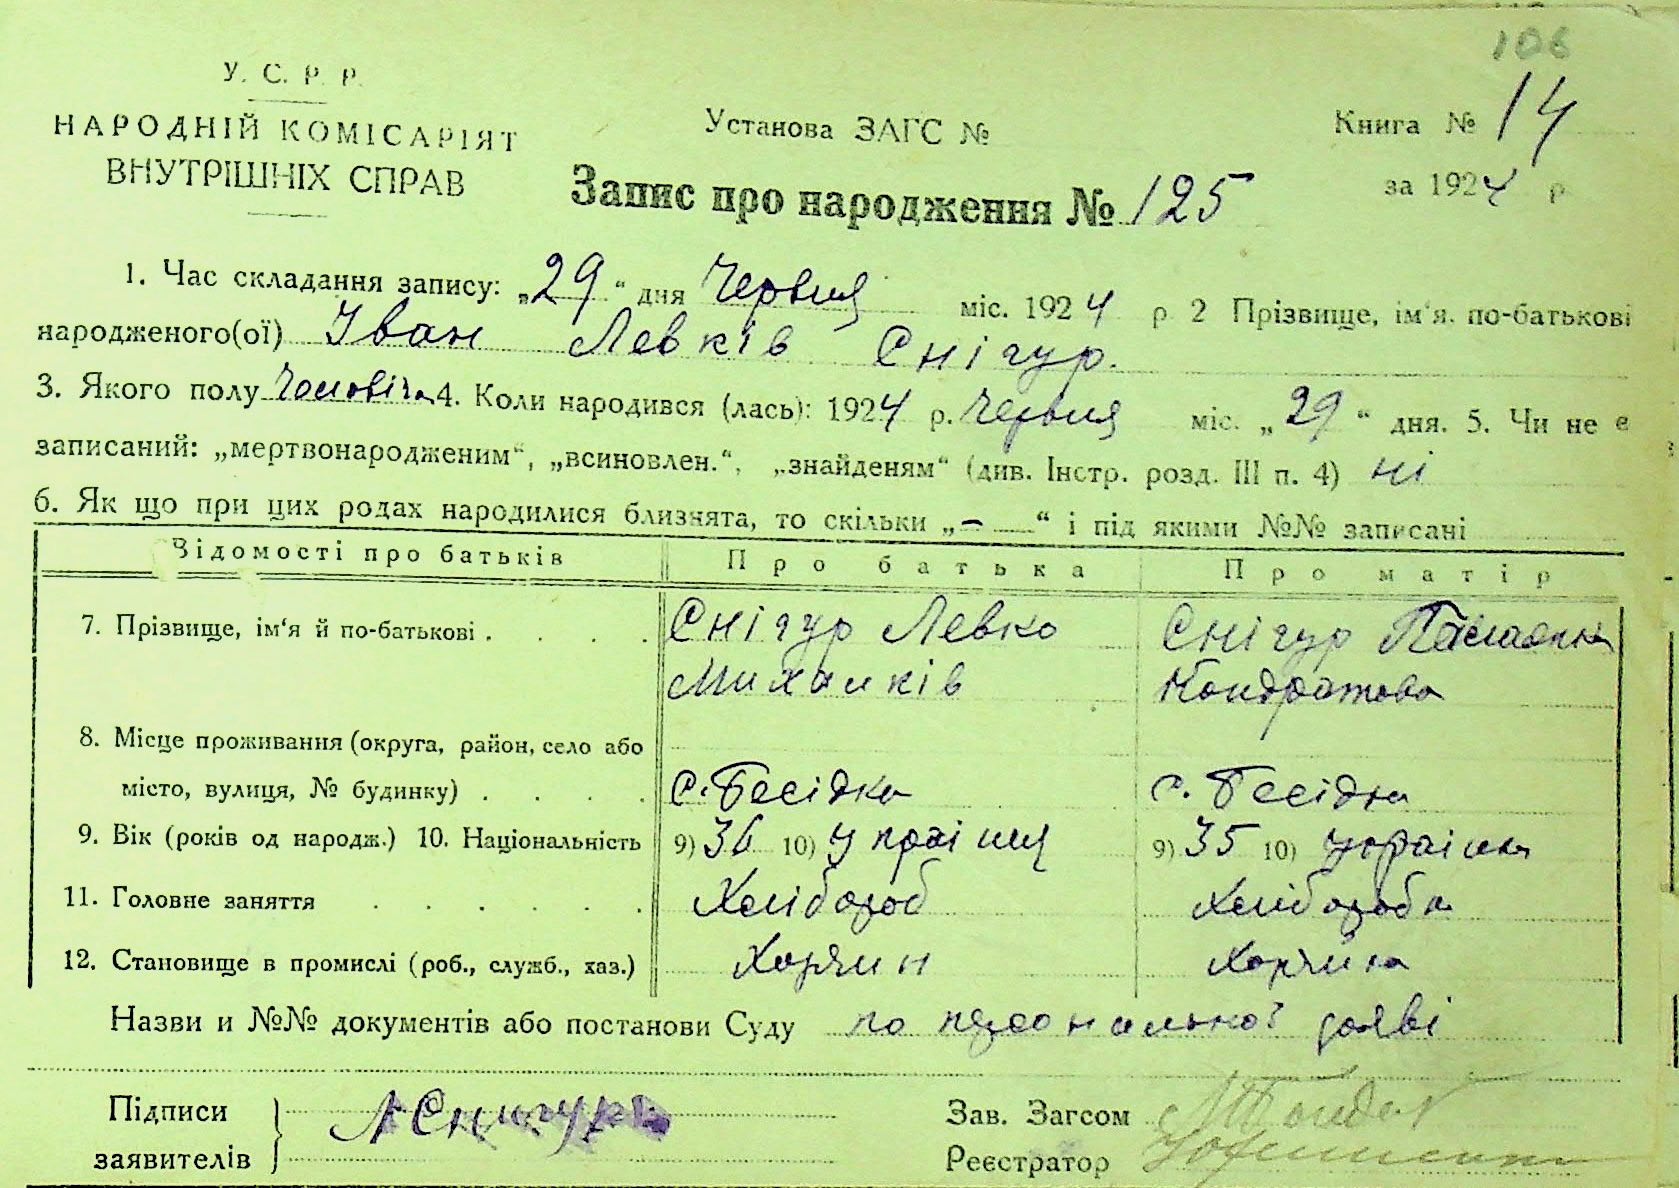 106
У. С. Р. Р.
НАРОДНІЙ КОМІСАРІЯТ
ВНУТРІШНІХ СПРАВ
Установа ЗАГС №
Книга № 14
за 1924 р
Запис про народження № 125
1. Час складання запису: „29" дня Червня міс. 1924 р 2 Прізвище, ім'я. по-батькові
народженого(ої) Іван Левків Снігур.
3. Якого полу Чоловіча 4. Коли народився (лась): 1924 р. Червня міс. „29" дня. 5. Чи не є
записаний: „мертвонародженим", „всиновлен.", „знайденям" (див. Інстр. розд. III п. 4) ні
6. Як що при цих родах народилися близнята, то скільки „—" і під якими №№ записані
Відомості про батьків Про батька Про матір
7. Прізвище, ім'я й по-батькові . . . . Снігур Левко Снігур
Михалків Кондратова
8. Місце проживання (округа, район, село або
місто, вулиця, № будинку) . . . . с. Бесідка с. Бесідка
9. Вік (років од народж.) 10. Національність 9) 36 10) україня 9) 35 10) українка
11. Головне заняття . . . . . . Хлібороб Хлібороба
12. Становище в промислі (роб., служб., хаз.) Хозяин Хозяйка
Назви и №№ документів або постанови Суду по персональної заяві
Підписи
заявителів } Л Снигуръ
Зав. Загсом
Реєстратор